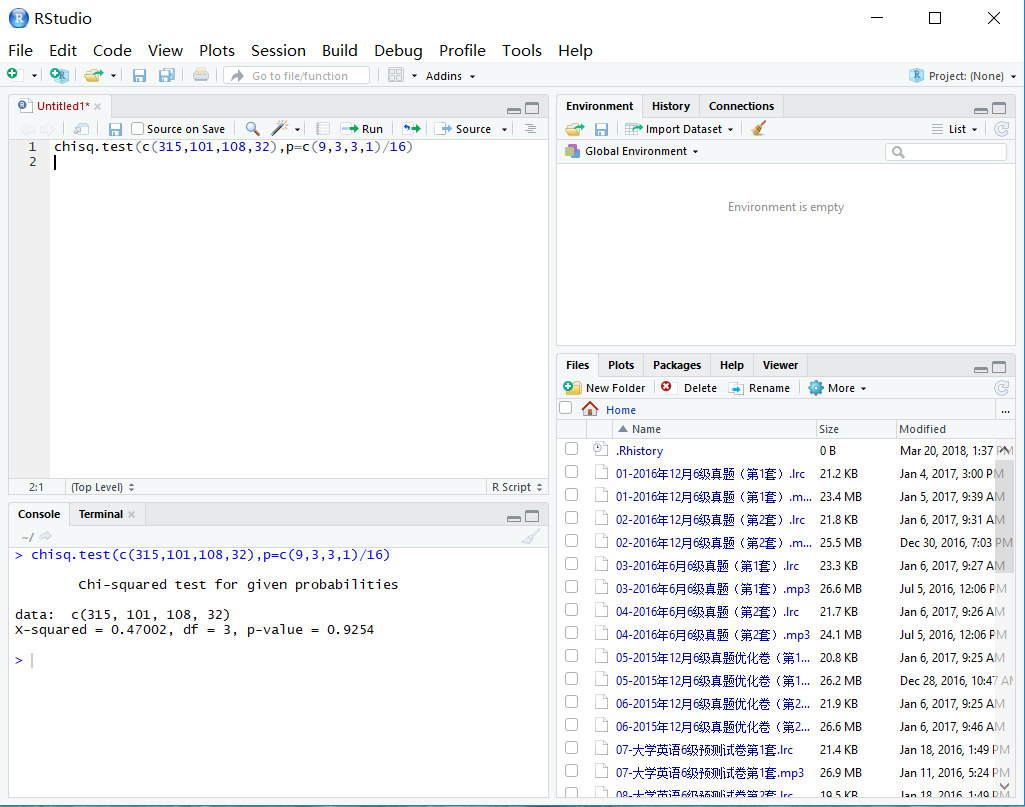 RStudio
File Edit Code View Plots Session Build Debug Profile Tools Help
Go to file/function Addins Project: (None)
Untitled1*
Source on Save Run Source
1 chisq.test(c(315,101,108,32),p=c(9,3,3,1)/16)
2
2:1 (Top Level) R Script
Console Terminal
~/
> chisq.test(c(315,101,108,32),p=c(9,3,3,1)/16)
Chi-squared test for given probabilities
data:  c(315, 101, 108, 32)
X-squared = 0.47002, df = 3, p-value = 0.9254
>
Environment History Connections
Import Dataset List
Global Environment
Environment is empty
Files Plots Packages Help Viewer
New Folder Delete Rename More
Home ...
Name Size Modified
.Rhistory 0 B Mar 20, 2018, 1:37 PM
01-2016年12月6级真题（第1套）.lrc 21.2 KB Jan 4, 2017, 3:00 PM
01-2016年12月6级真题（第1套）.m... 23.4 MB Jan 5, 2017, 9:39 AM
02-2016年12月6级真题（第2套）.lrc 21.8 KB Jan 6, 2017, 9:31 AM
02-2016年12月6级真题（第2套）.m... 25.5 MB Dec 30, 2016, 7:03 PM
03-2016年6月6级真题（第1套）.lrc 23.3 KB Jan 6, 2017, 9:27 AM
03-2016年6月6级真题（第1套）.mp3 26.6 MB Jul 5, 2016, 12:06 PM
04-2016年6月6级真题（第2套）.lrc 21.7 KB Jan 6, 2017, 9:26 AM
04-2016年6月6级真题（第2套）.mp3 24.1 MB Jul 5, 2016, 12:06 PM
05-2015年12月6级真题优化卷（第1... 20.8 KB Jan 6, 2017, 9:25 AM
05-2015年12月6级真题优化卷（第1... 26.2 MB Dec 28, 2016, 10:47 AM
06-2015年12月6级真题优化卷（第2... 21.9 KB Jan 6, 2017, 9:25 AM
06-2015年12月6级真题优化卷（第2... 26.6 MB Jan 6, 2017, 9:46 AM
07-大学英语6级预测试卷第1套.lrc 21.4 KB Jan 18, 2016, 1:49 PM
07-大学英语6级预测试卷第1套.mp3 26.9 MB Jan 11, 2016, 5:24 PM
08-大学英语6级预测试卷第2套.lrc 19.5 KB Jan 18, 2016, 1:49 PM